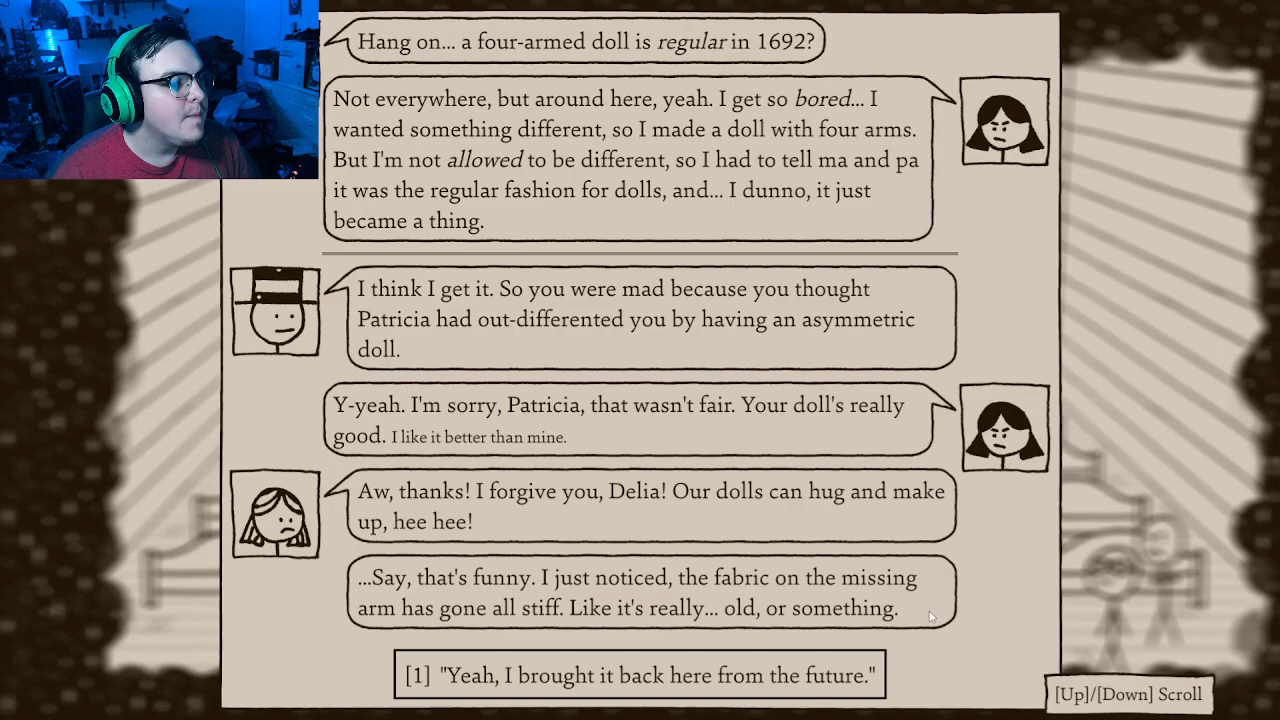 Hang on... a four-armed doll is regular in 1692?
Not everywhere, but around here, yeah. I get so bored... I
wanted something different, so I made a doll with four arms.
But I'm not allowed to be different, so I had to tell ma and pa
it was the regular fashion for dolls, and... I dunno, it just
became a thing.
I think I get it. So you were mad because you thought
Patricia had out-differented you by having an asymmetric
doll.
Y-yeah. I'm sorry, Patricia, that wasn't fair. Your doll's really
good. I like it better than mine.
Aw, thanks! I forgive you, Delia! Our dolls can hug and make
up, hee hee!
...Say, that's funny. I just noticed, the fabric on the missing
arm has gone all stiff. Like it's really... old, or something.
[1] "Yeah, I brought it back here from the future."
[Up]/[Down] Scroll